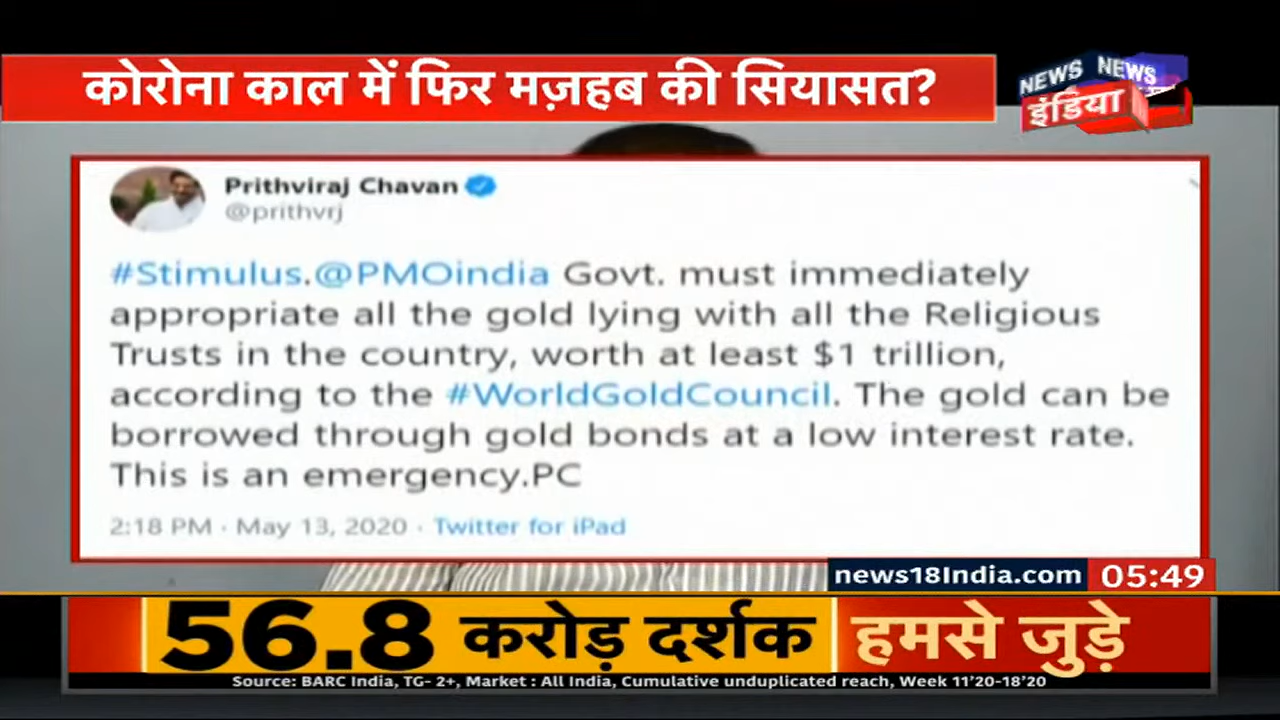 कोरोना काल में फिर मज़हब की सियासत?
NEWS NEWS
इंडिया
Prithviraj Chavan
@prithvrj
#Stimulus.@PMOindia Govt. must immediately
appropriate all the gold lying with all the Religious
Trusts in the country, worth at least $1 trillion,
according to the #WorldGoldCouncil. The gold can be
borrowed through gold bonds at a low interest rate.
This is an emergency.PC
2:18 PM · May 13, 2020 · Twitter for iPad
news18India.com 05:49
56.8 करोड़ दर्शक हमसे जुड़े
Source: BARC India, TG- 2+, Market : All India, Cumulative unduplicated reach, Week 11'20-18'20